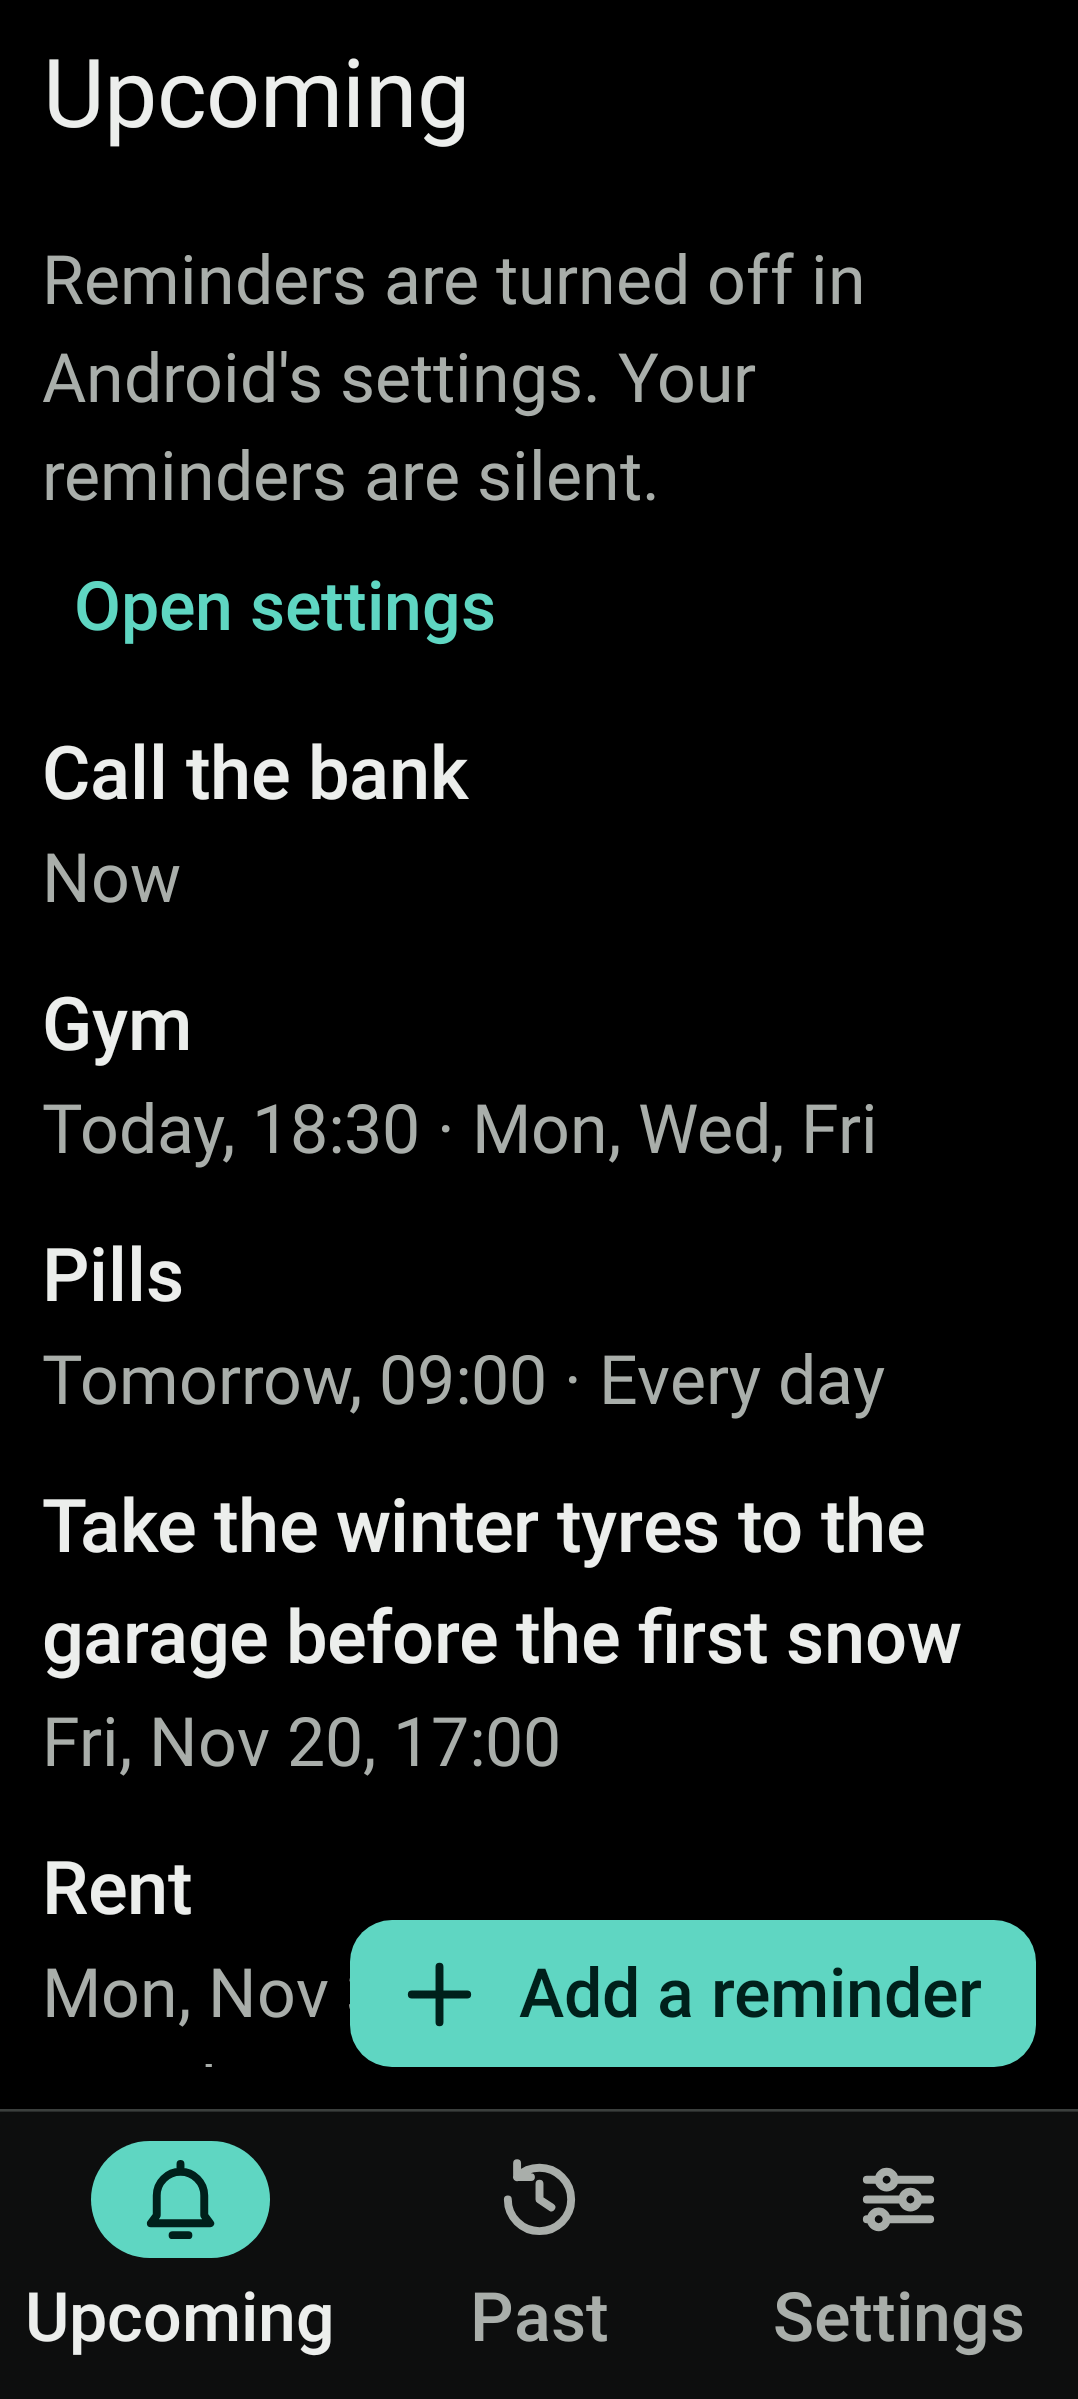 Upcoming
Reminders are turned off in
Android's settings. Your
reminders are silent.
Open settings
Call the bank
Now
Gym
Today, 18:30 · Mon, Wed, Fri
Pills
Tomorrow, 09:00 · Every day
Take the winter tyres to the
garage before the first snow
Fri, Nov 20, 17:00
Rent
Mon, Nov
Add a reminder
Upcoming
Past
Settings